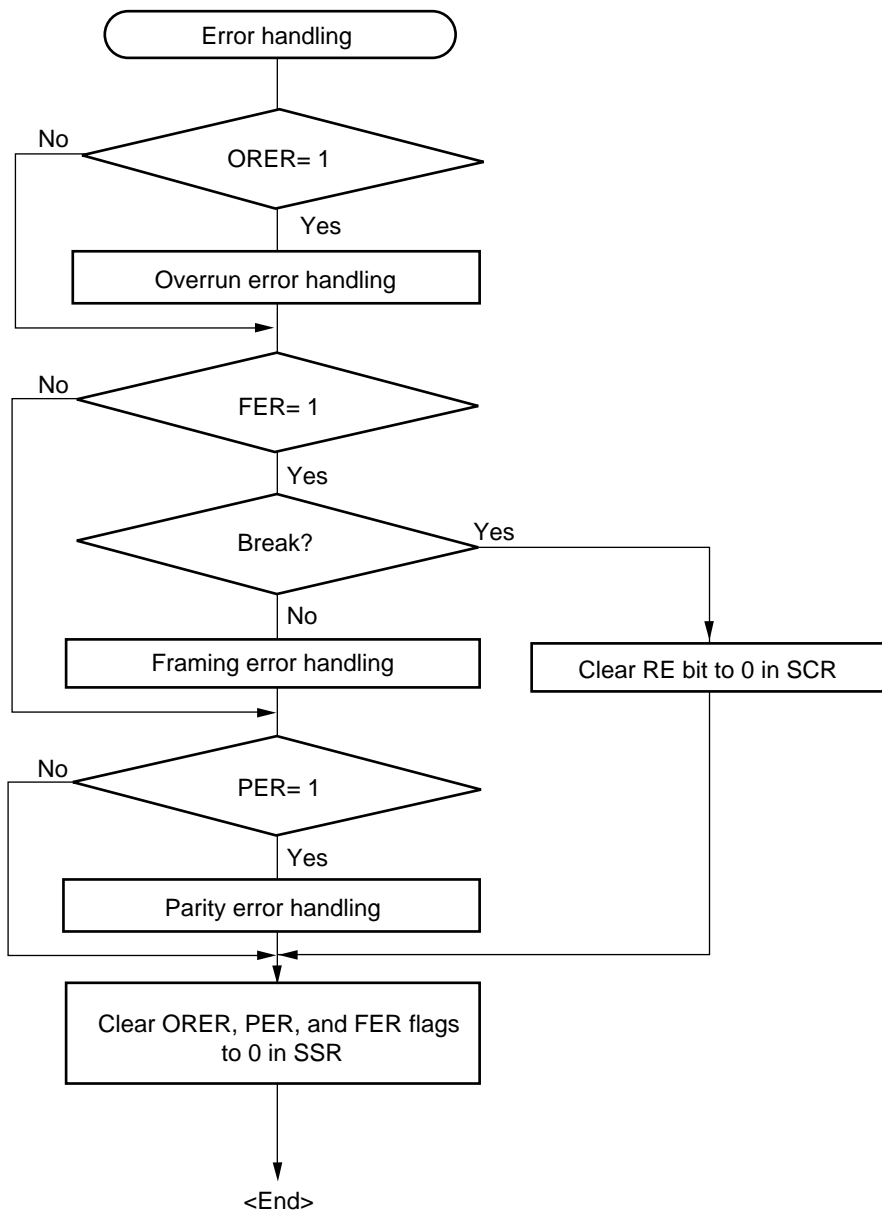 Error handling
No
ORER= 1
Yes
Overrun error handling
No
FER= 1
Yes
Break?
Yes
No
Framing error handling
Clear RE bit to 0 in SCR
No
PER= 1
Yes
Parity error handling
Clear ORER, PER, and FER flags
to 0 in SSR
<End>